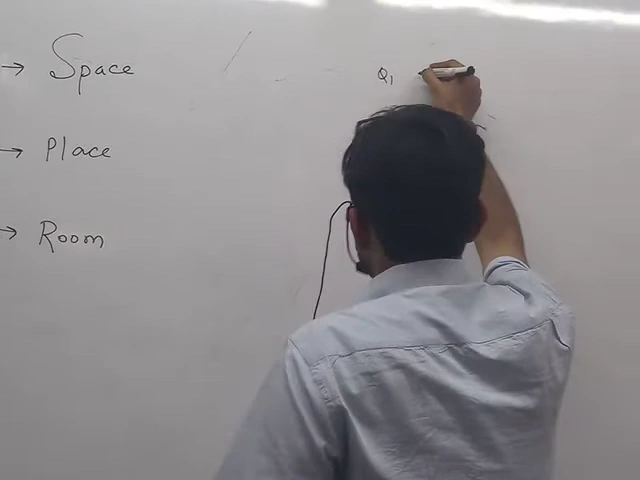 → Space
→ Place
→ Room
Q1